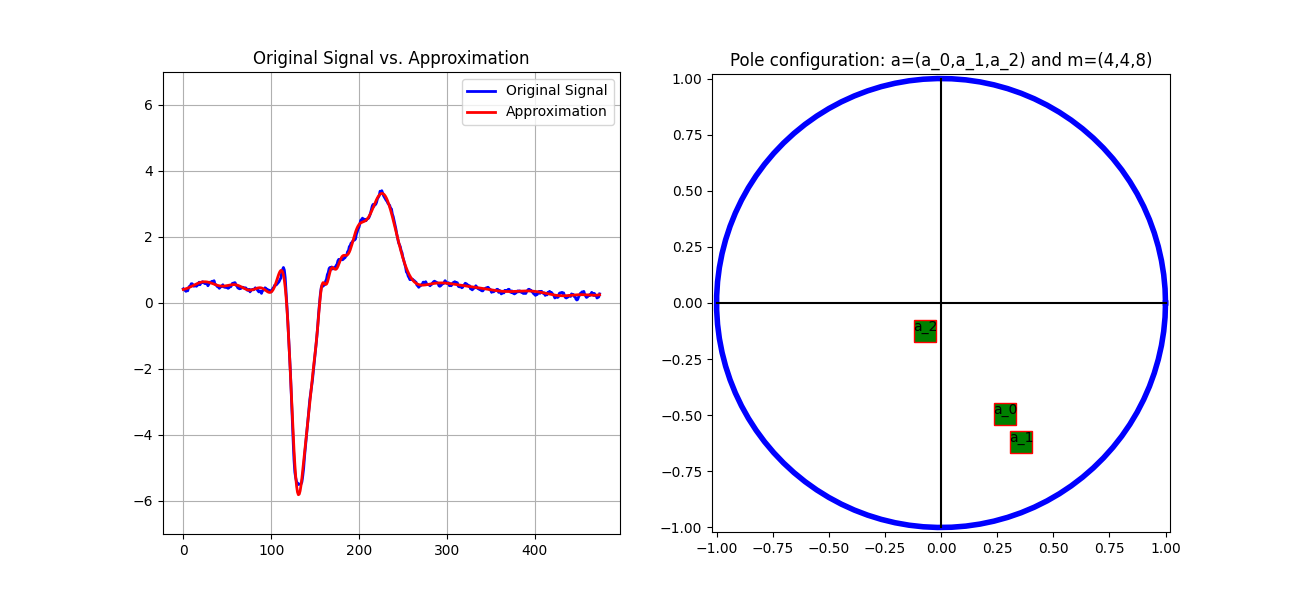 Original Signal vs. Approximation
Original Signal
Approximation
6
4
2
0
−2
−4
−6
0 100 200 300 400
Pole configuration: a=(a_0,a_1,a_2) and m=(4,4,8)
1.00
0.75
0.50
0.25
0.00
−0.25
−0.50
−0.75
−1.00
a_2
a_0
a_1
−1.00 −0.75 −0.50 −0.25 0.00 0.25 0.50 0.75 1.00